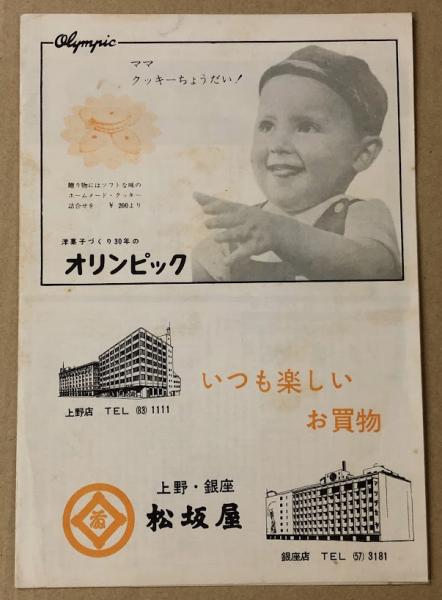 Olympic
ママ
クッキーちょうだい!
贈り物にはソフトな味の
ホームメード・クッキー
詰合せを ¥200より
洋菓子づくり30年の
オリンピック
いつも楽しい
お買物
上野店 TEL (83) 1111
上野・銀座
松坂屋
銀座店 TEL (57) 3181